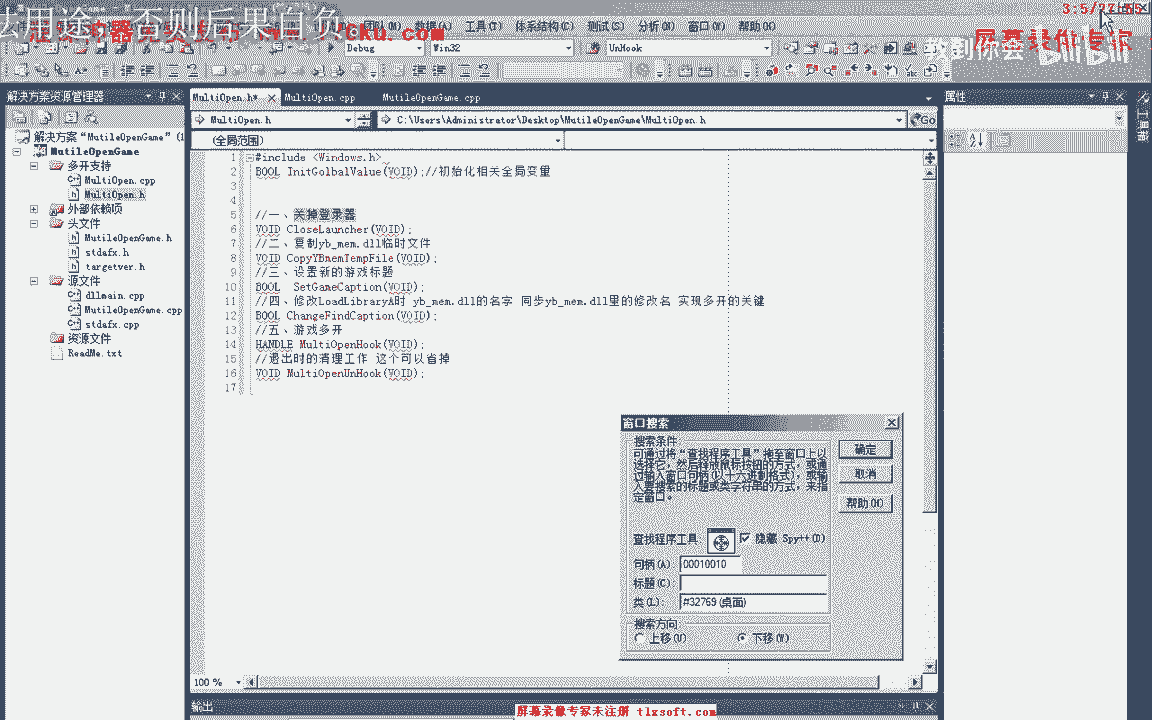 法用途，否则后果自负
3:5/27:55
cku.com
屏幕录像专家
bilibili
团队(M) 数据(A) 工具(T) 体系结构(C) 测试(S) 分析(N) 窗口(W) 帮助(H)
Debug Win32 UnHook
解决方案资源管理器
解决方案“MutileOpenGame” (1
MutileOpenGame
多开支持
MultiOpen.cpp
MultiOpen.h
外部依赖项
头文件
MutileOpenGame.h
stdafx.h
targetver.h
源文件
dllmain.cpp
MutileOpenGame.cpp
stdafx.cpp
资源文件
ReadMe.txt
MultiOpen.h* MultiOpen.cpp MutileOpenGame.cpp
MultiOpen.h C:\Users\Administrator\Desktop\MutileOpenGame\MultiOpen.h Go
(全局范围)
1 #include <Windows.h>
2 BOOL InitGolbalValue(VOID);//初始化相关全局变量
3
4
5 //一、关掉登录器
6 VOID CloseLauncher(VOID);
7 //二、复制yb_mem.dll临时文件
8 VOID CopyYBmemTempFile(VOID);
9 //三、设置新的游戏标题
10 BOOL SetGameCaption(VOID);
11 //四、修改LoadLibraryA时 yb_mem.dll的名字 同步yb_mem.dll里的修改名 实现多开的关键
12 BOOL ChangeFindCaption(VOID);
13 //五、游戏多开
14 HANDLE MultiOpenHook(VOID);
15 //退出时的清理工作 这个可以省掉
16 VOID MultiOpenUnHook(VOID);
17
100 %
输出
属性
工具箱
窗口搜索
搜索条件
可通过将“查找程序工具”拖至窗口上以
选择它，然后释放鼠标按钮的方式，或通
过输入窗口句柄(以十六进制格式)，或输
入要搜索的标题或类字符串的方式，来指
定窗口。
查找程序工具: 隐藏 Spy++(D)
句柄(A): 00010010
标题(C):
类(L): #32769 (桌面)
搜索方向
上移(U) 下移(W)
确定
取消
帮助(H)
屏幕录像专家未注册 tlxsoft.com